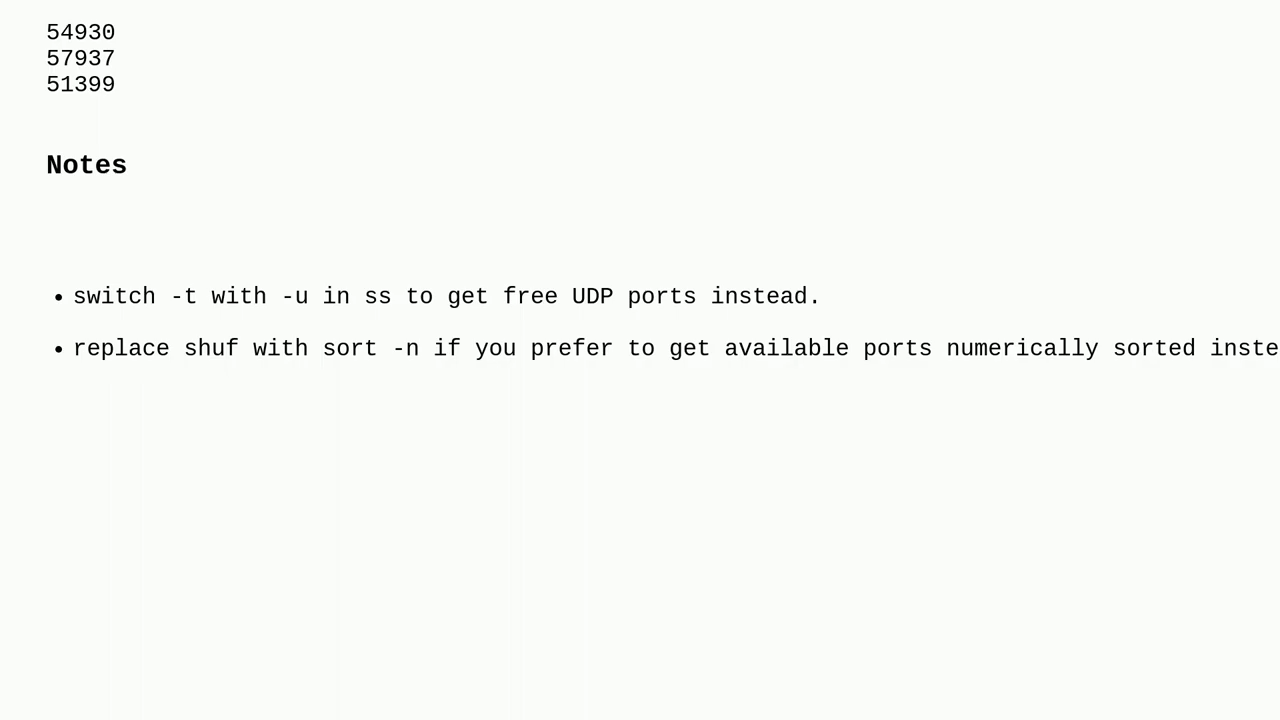 54930
57937
51399
Notes
• switch -t with -u in ss to get free UDP ports instead.
• replace shuf with sort -n if you prefer to get available ports numerically sorted inste